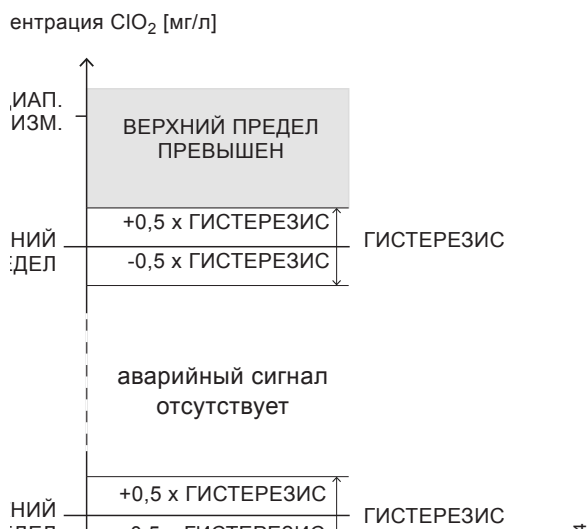 ентрация ClO2 [мг/л]
ИАП.
ИЗМ.
ВЕРХНИЙ ПРЕДЕЛ
ПРЕВЫШЕН
+0,5 x ГИСТЕРЕЗИС
НИЙ
ЕДЕЛ
ГИСТЕРЕЗИС
-0,5 x ГИСТЕРЕЗИС
аварийный сигнал
отсутствует
+0,5 x ГИСТЕРЕЗИС
НИЙ
ГИСТЕРЕЗИС